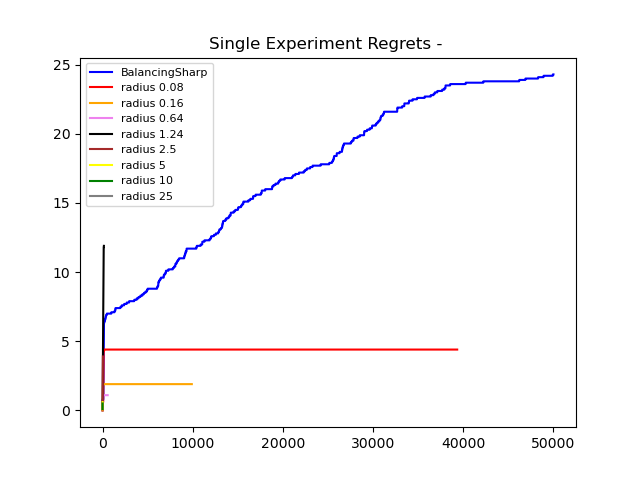 Single Experiment Regrets -
25
20
15
10
5
0
BalancingSharp
radius 0.08
radius 0.16
radius 0.64
radius 1.24
radius 2.5
radius 5
radius 10
radius 25
0 10000 20000 30000 40000 50000